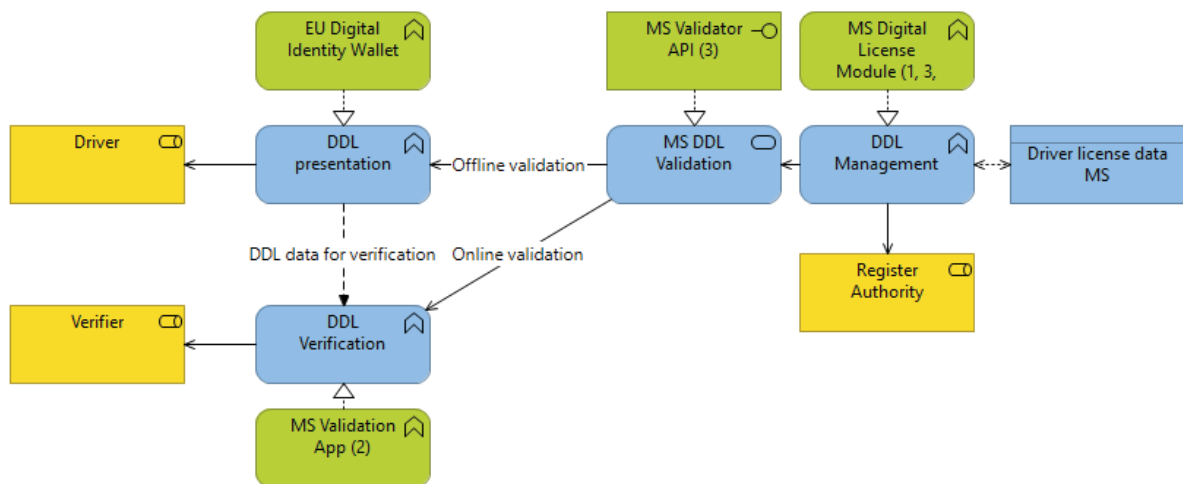 EU Digital
Identity Wallet
MS Validator
API (3)
MS Digital
License
Module (1, 3,
Driver
DDL
presentation
Offline validation
MS DDL
Validation
DDL
Management
Driver license data
MS
DDL data for verification
Online validation
Register
Authority
Verifier
DDL
Verification
MS Validation
App (2)